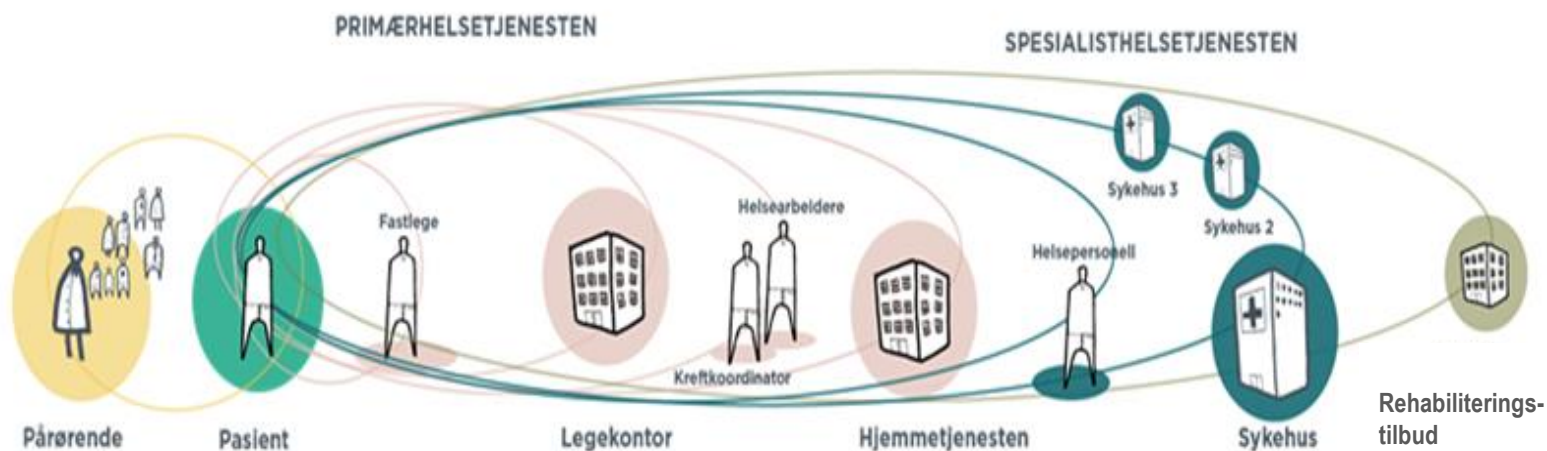 PRIMÆRHELSETJENESTEN
SPESIALISTHELSETJENESTEN
Sykehus 3
Sykehus 2
Fastlege
Helsearbeidere
Helsepersonell
Kreftkoordinator
Pårørende
Pasient
Legekontor
Hjemmetjenesten
Sykehus
Rehabiliterings-
tilbud